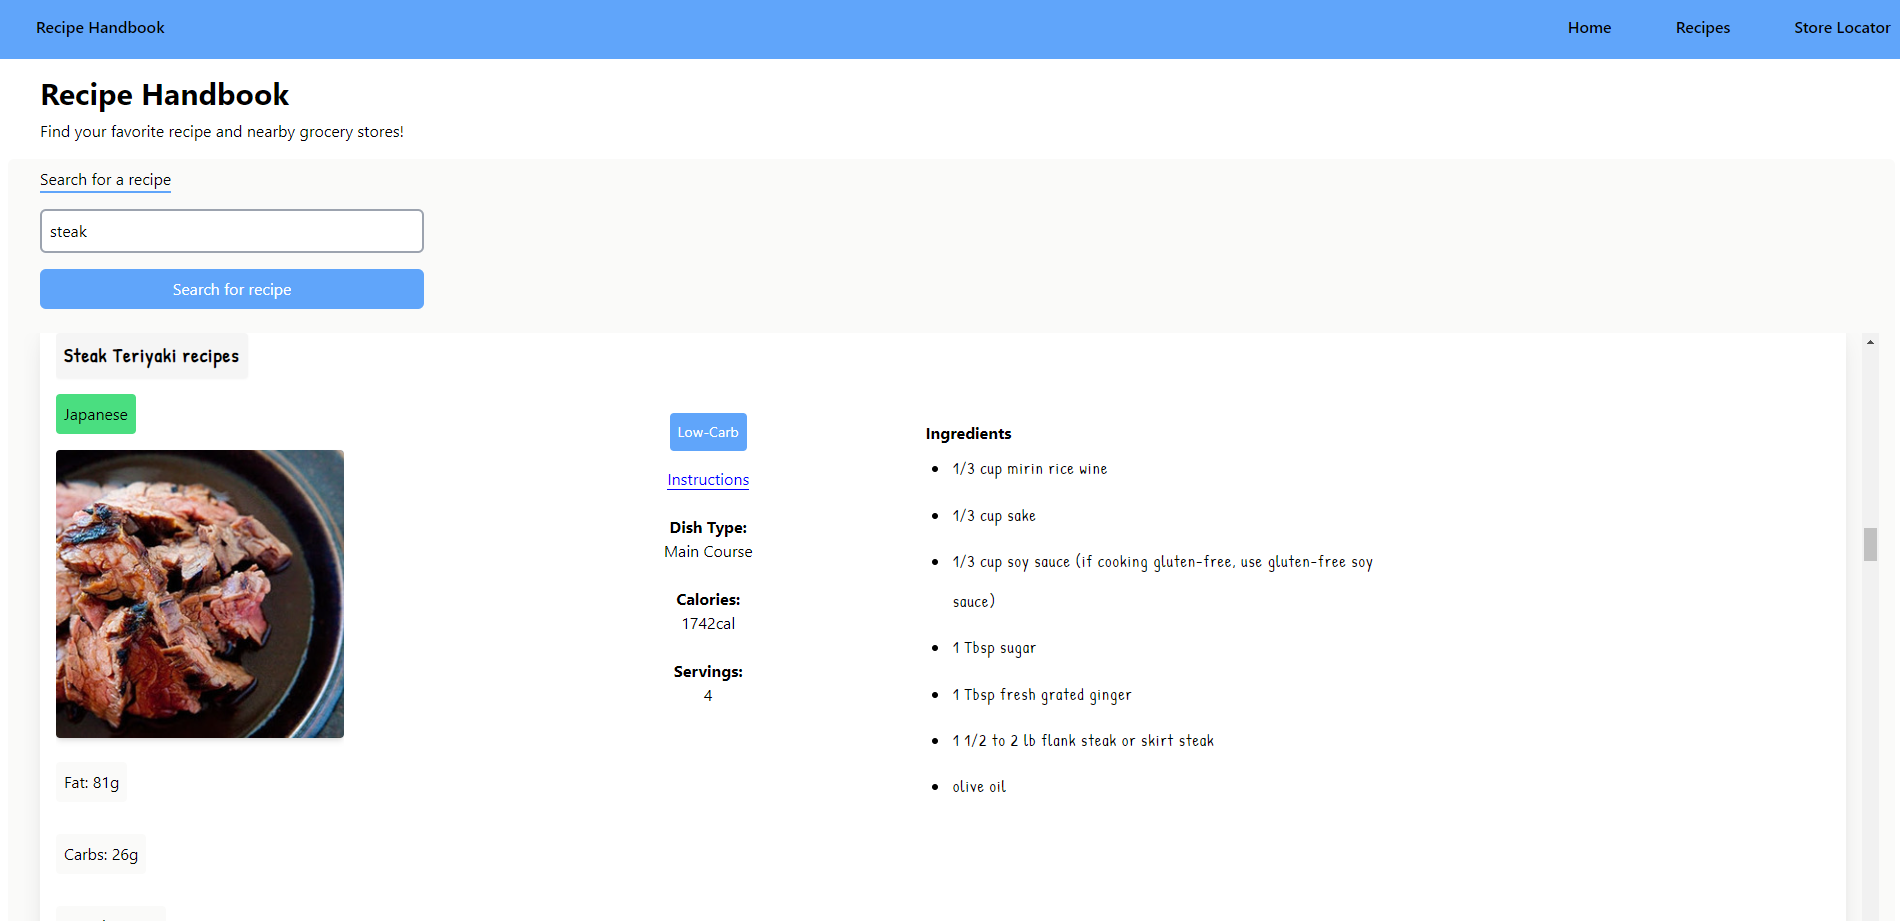 Recipe Handbook
Home
Recipes
Store Locator
Recipe Handbook
Find your favorite recipe and nearby grocery stores!
Search for a recipe
steak
Search for recipe
Steak Teriyaki recipes
Japanese
Fat: 81g
Carbs: 26g
Low-Carb
Instructions
Dish Type:
Main Course
Calories:
1742cal
Servings:
4
Ingredients
1/3 cup mirin rice wine
1/3 cup sake
1/3 cup soy sauce (if cooking gluten-free, use gluten-free soy
sauce)
1 Tbsp sugar
1 Tbsp fresh grated ginger
1 1/2 to 2 lb flank steak or skirt steak
olive oil